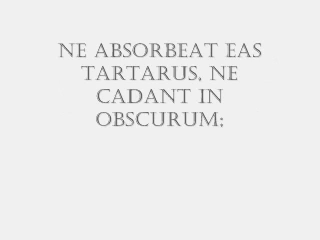 NE ABSORBEAT EAS
TARTARUS, NE
CADANT IN
OBSCURUM;